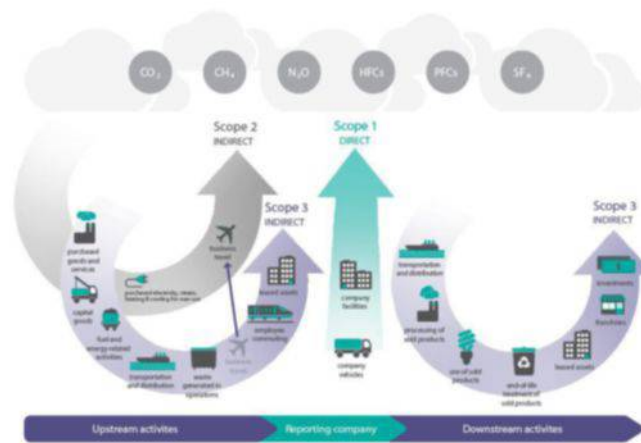 CO₂
CH₄
N₂O
HFCs
PFCs
SF₆
Scope 2
INDIRECT
Scope 1
DIRECT
Scope 3
INDIRECT
Scope 3
INDIRECT
purchased
goods and
services
capital
goods
fuel and
energy-related
activities
transportation
and distribution
waste
generated in
operations
business
travel
purchased electricity, steam,
heating & cooling for own use
business
travel
employee
commuting
leased assets
company
facilities
company
vehicles
transportation
and distribution
processing of
sold products
use of sold
products
end-of-life
treatment of
sold products
leased assets
franchises
investments
Upstream activites
Reporting company
Downstream activites